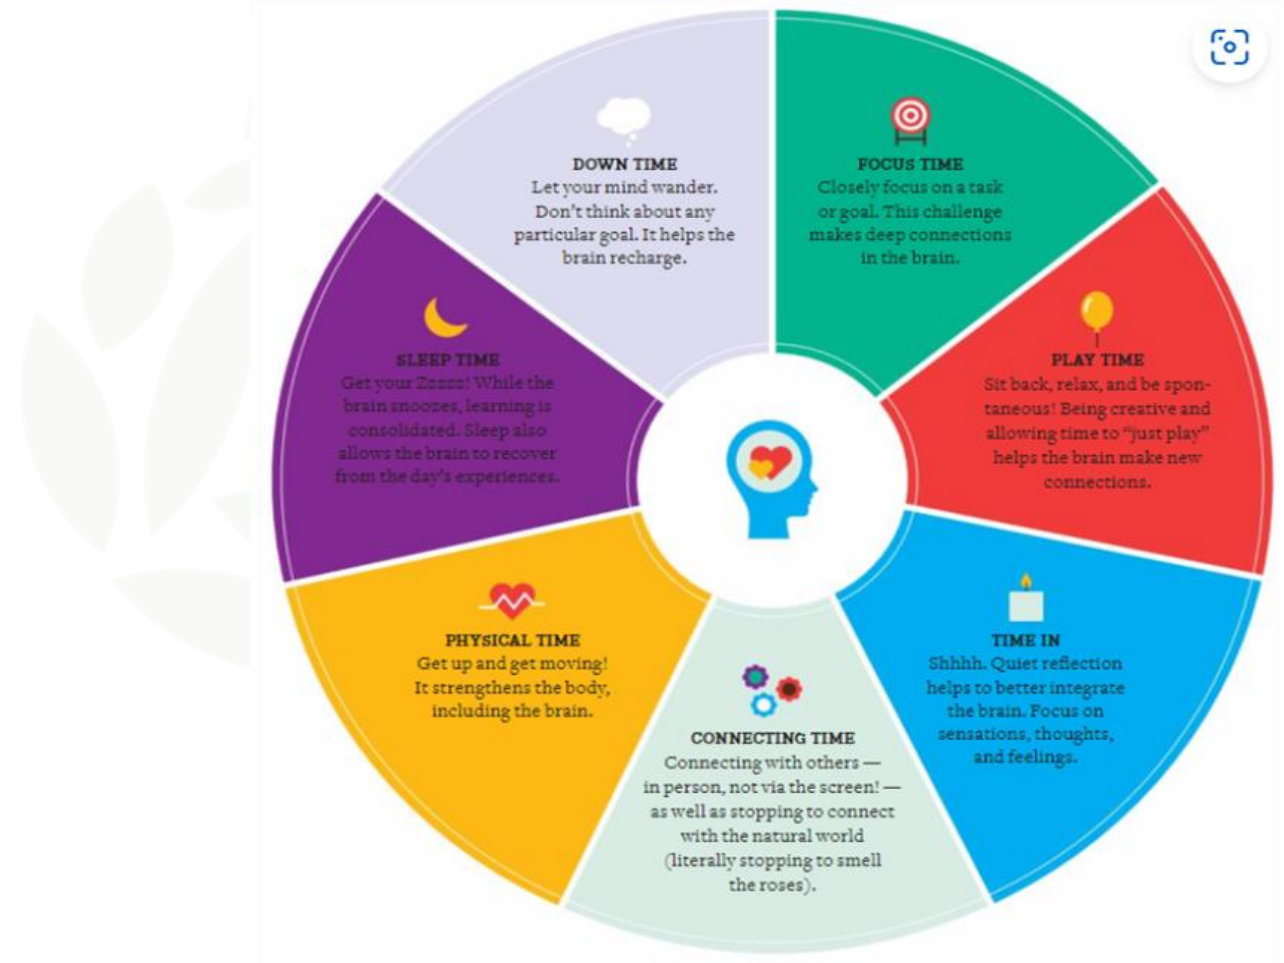 DOWN TIME
Let your mind wander.
Don't think about any
particular goal. It helps the
brain recharge.
FOCUS TIME
Closely focus on a task
or goal. This challenge
makes deep connections
in the brain.
PLAY TIME
Sit back, relax, and be spon-
taneous! Being creative and
allowing time to “just play”
helps the brain make new
connections.
TIME IN
Shhhh. Quiet reflection
helps to better integrate
the brain. Focus on
sensations, thoughts,
and feelings.
CONNECTING TIME
Connecting with others —
in person, not via the screen! —
as well as stopping to connect
with the natural world
(literally stopping to smell
the roses).
PHYSICAL TIME
Get up and get moving!
It strengthens the body,
including the brain.
SLEEP TIME
Get your Zzzzz! While the
brain snoozes, learning is
consolidated. Sleep also
allows the brain to recover
from the day's experiences.